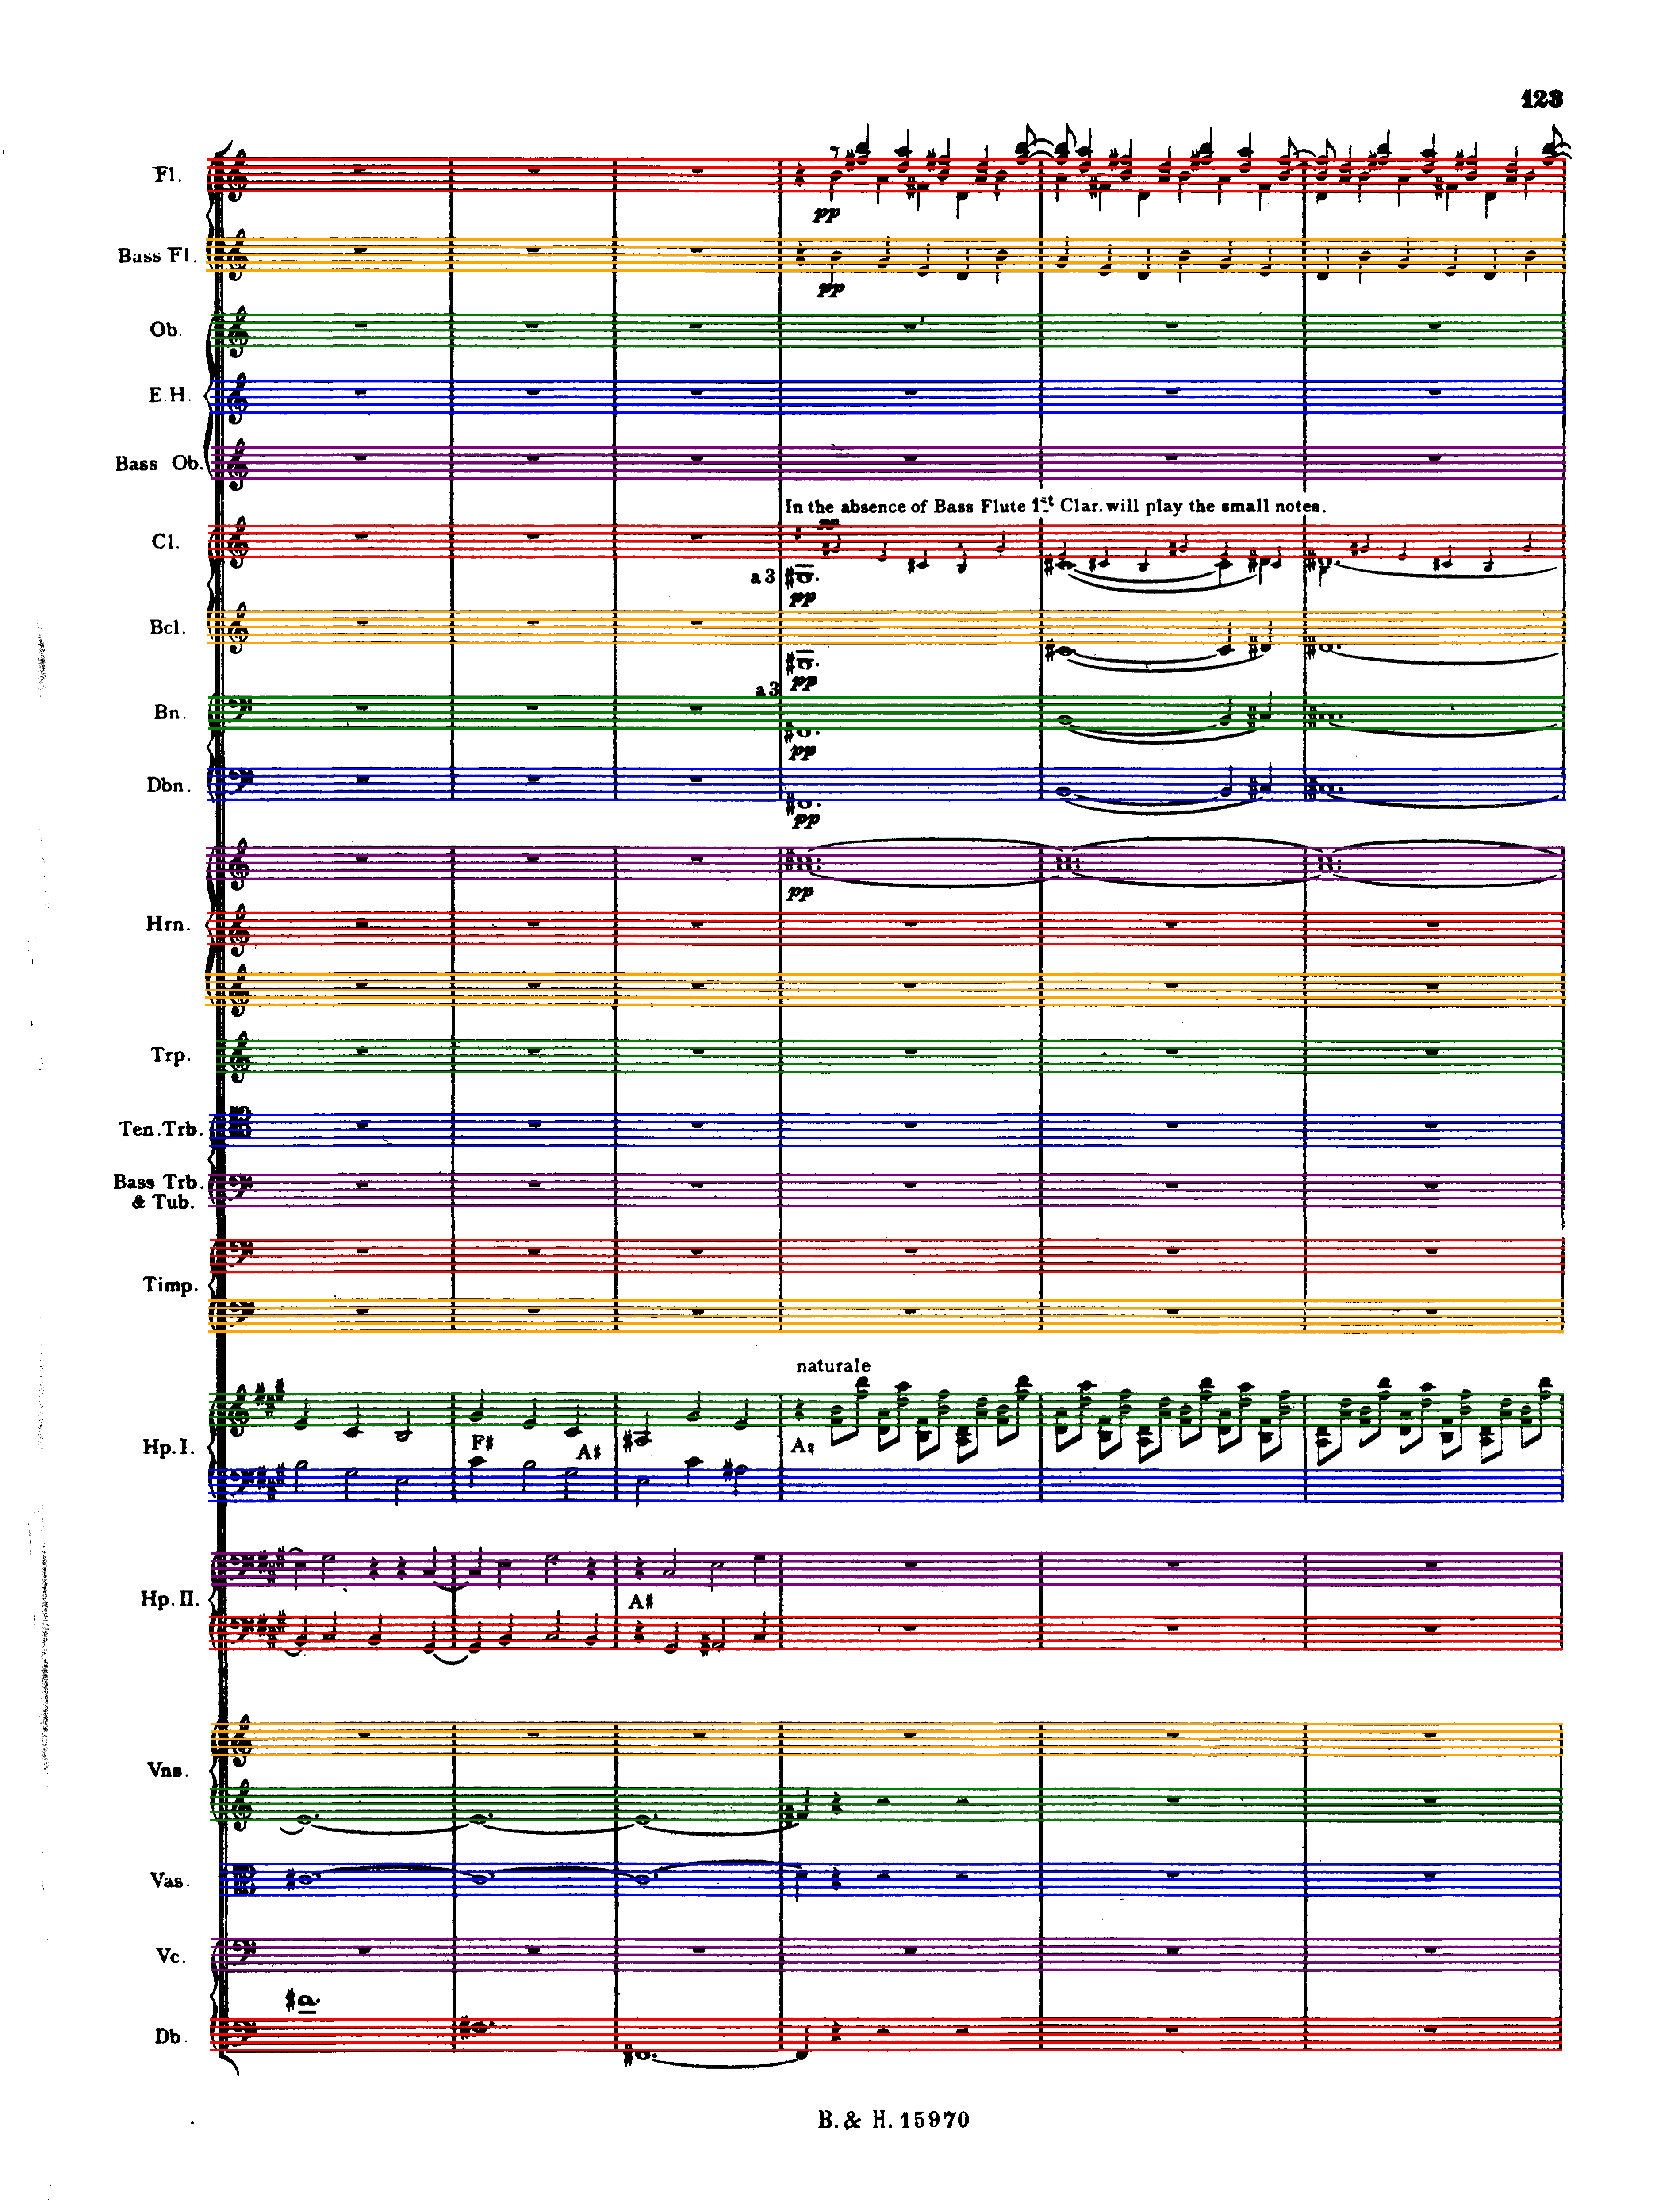 123
Fl.
pp
Bass Fl.
pp
Ob.
E.H.
Bass Ob.
In the absence of Bass Flute 1st Clar. will play the small notes.
Cl.
a 3
pp
Bcl.
pp
a 3
Bn.
pp
Dbn.
pp
pp
Hrn.
Trp.
Ten. Trb.
Bass Trb.
& Tub.
Timp.
naturale
Hp. I.
F♯
A♯
A♮
Hp. II.
A♯
Vns.
Vas.
Vc.
Db.
B. & H. 15970